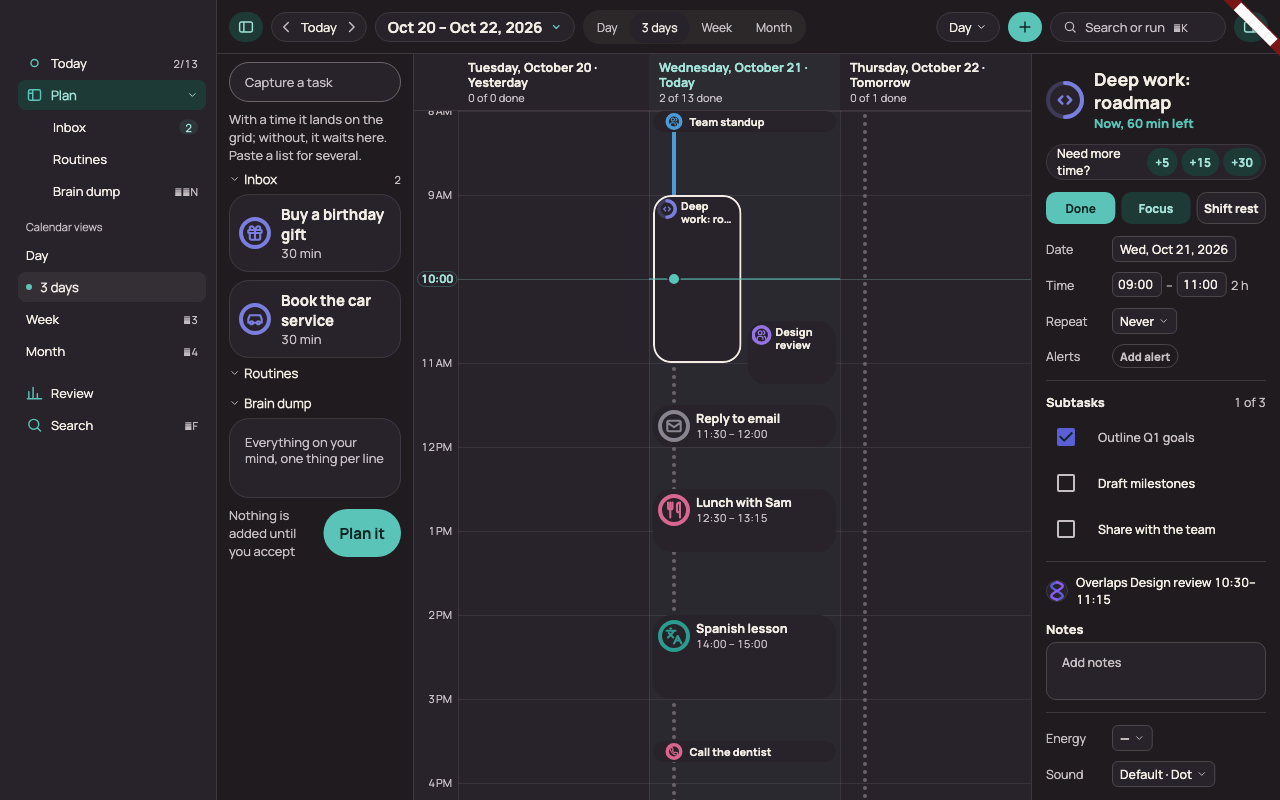 Today 2/13
Plan
Inbox 2
Routines
Brain dump N
Calendar views
Day
3 days
Week 3
Month 4
Review
Search F
Today
Oct 20 – Oct 22, 2026
Day 3 days Week Month
Day
Search or run K
Capture a task
With a time it lands on the
grid; without, it waits here.
Paste a list for several.
Inbox 2
Buy a birthday
gift
30 min
Book the car
service
30 min
Routines
Brain dump
Everything on your
mind, one thing per line
Nothing is
added until
you accept
Plan it
Tuesday, October 20 ·
Yesterday
0 of 0 done
Wednesday, October 21 ·
Today
2 of 13 done
Thursday, October 22 ·
Tomorrow
0 of 1 done
8 AM
9 AM
10:00
11 AM
12 PM
1 PM
2 PM
3 PM
4 PM
Team standup
Deep
work: ro...
Design
review
Reply to email
11:30 – 12:00
Lunch with Sam
12:30 – 13:15
Spanish lesson
14:00 – 15:00
Call the dentist
Deep work:
roadmap
Now, 60 min left
Need more
time?
+5 +15 +30
Done Focus Shift rest
Date Wed, Oct 21, 2026
Time 09:00 – 11:00 2 h
Repeat Never
Alerts Add alert
Subtasks 1 of 3
Outline Q1 goals
Draft milestones
Share with the team
Overlaps Design review 10:30–
11:15
Notes
Add notes
Energy –
Sound Default · Dot